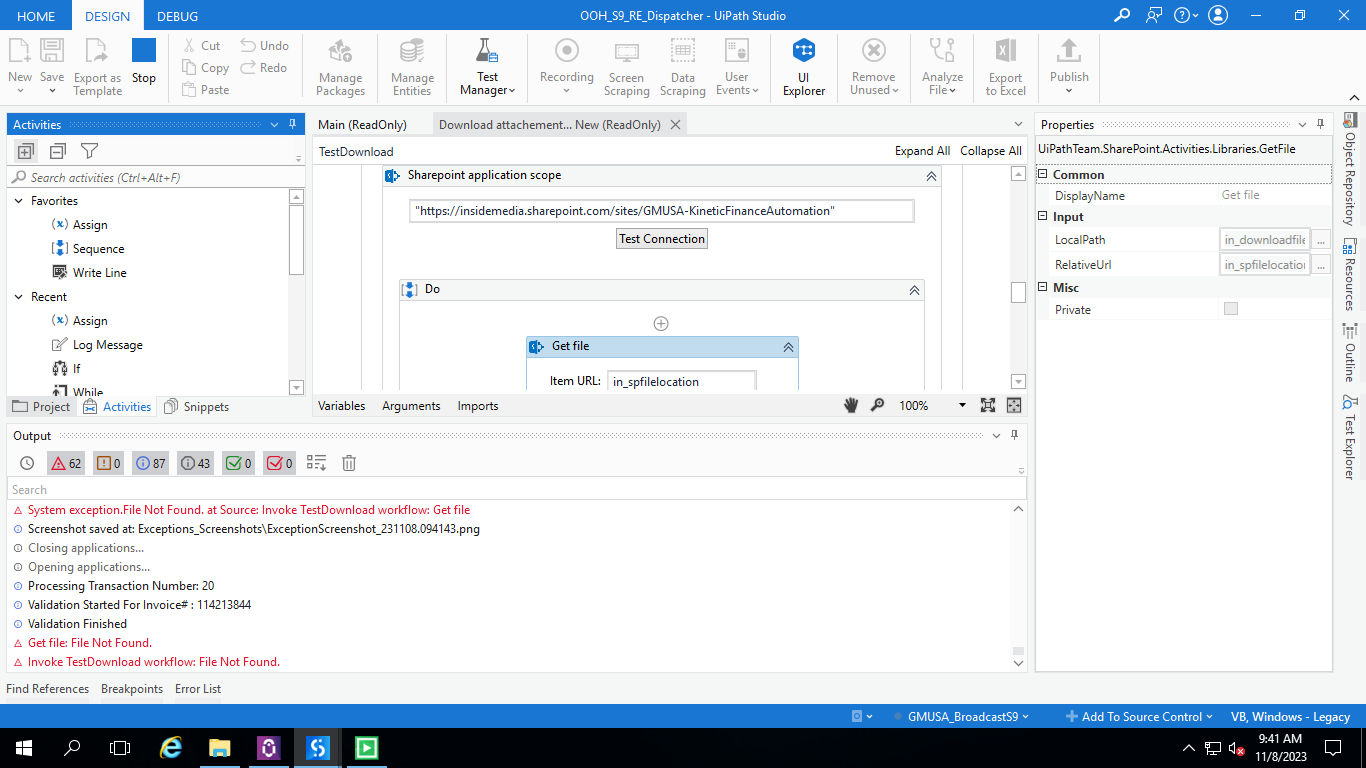 HOME DESIGN DEBUG OOH_S9_RE_Dispatcher - UiPath Studio
New Save Export as Template Stop Cut Copy Paste Undo Redo Manage Packages Manage Entities Test Manager Recording Screen Scraping Data Scraping User Events UI Explorer Remove Unused Analyze File Export to Excel Publish
Activities
Search activities (Ctrl+Alt+F)
Favorites
(x) Assign
Sequence
Write Line
Recent
(x) Assign
Log Message
If
While
Project Activities Snippets
Main (ReadOnly) Download attachement... New (ReadOnly)
TestDownload Expand All Collapse All
Sharepoint application scope
"https://insidemedia.sharepoint.com/sites/GMUSA-KineticFinanceAutomation"
Test Connection
Do
Get file
Item URL: in_spfilelocation
Variables Arguments Imports 100%
Properties
UiPathTeam.SharePoint.Activities.Libraries.GetFile
Common
DisplayName Get file
Input
LocalPath in_downloadfile ...
RelativeUrl in_spfilelocation ...
Misc
Private
Object Repository
Resources
Outline
Test Explorer
Output
62 0 87 43 0 0
Search
System exception.File Not Found. at Source: Invoke TestDownload workflow: Get file
Screenshot saved at: Exceptions_Screenshots\ExceptionScreenshot_231108.094143.png
Closing applications...
Opening applications...
Processing Transaction Number: 20
Validation Started For Invoice# : 114213844
Validation Finished
Get file: File Not Found.
Invoke TestDownload workflow: File Not Found.
Find References Breakpoints Error List
GMUSA_BroadcastS9 Add To Source Control VB, Windows - Legacy
9:41 AM
11/8/2023